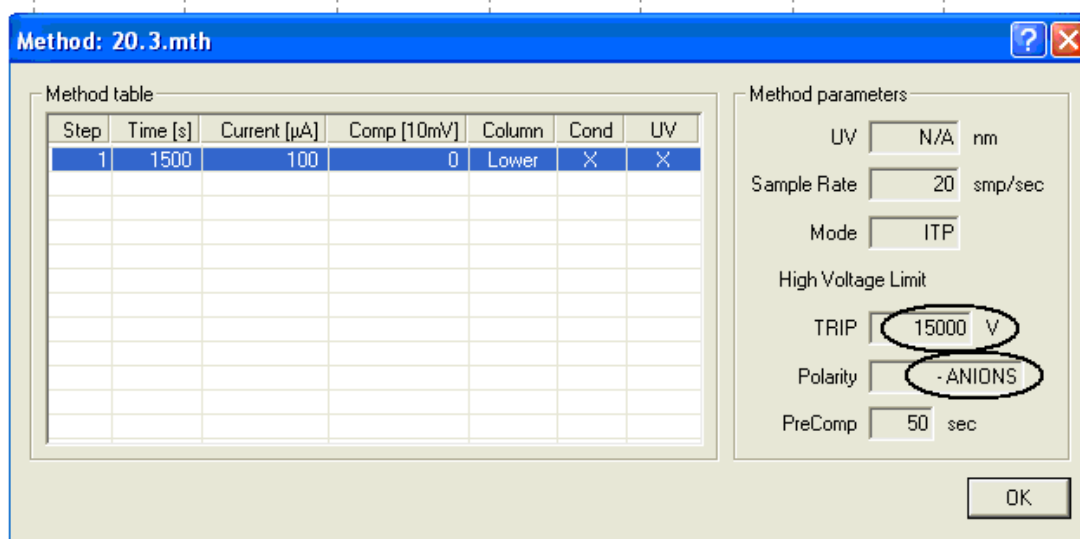 Method: 20.3.mth
Method table
Step Time [s] Current [µA] Comp [10mV] Column Cond UV
1 1500 100 0 Lower X X
Method parameters
UV N/A nm
Sample Rate 20 smp/sec
Mode ITP
High Voltage Limit
TRIP 15000 V
Polarity - ANIONS
PreComp 50 sec
OK